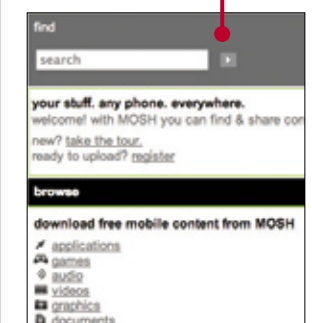 find
search
your stuff. any phone. everywhere.
welcome! with MOSH you can find & share con
new? take the tour.
ready to upload? register
browse
download free mobile content from MOSH
applications
games
audio
videos
graphics
documents